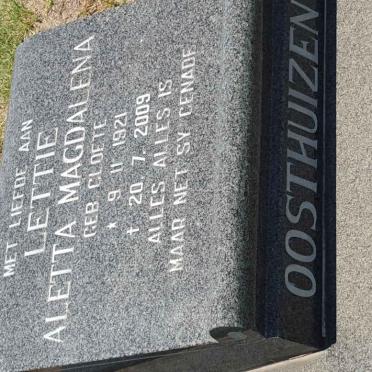 MET LIEFDE AAN
LETTIE
ALETTA MAGDALENA
GEB CLOETE
* 9. 11. 1921
+ 20. 7. 2009
ALLES ALLES IS
MAAR NET SY GENADE
OOSTHUIZEN